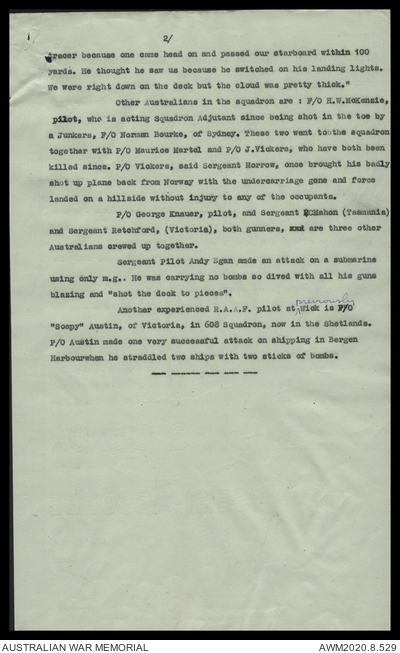 2/
tracer because one came head on and passed our starboard within 100
yards. He thought he saw us because he switched on his landing lights.
We were right down on the deck but the cloud was pretty thick."
Other Australians in the squadron are : F/O H.W.McKenzie,
pilot, who is acting Squadron Adjutant since being shot in the toe by
a Junkers, F/O Norman Bourke, of Sydney. These two went to the squadron
together with P/O Maurice Martel and P/O J.Vickers, who have both been
killed since. P/O Vickers, said Sergeant Morrow, once brought his badly
shot up plane back from Norway with the undercarriage gone and force
landed on a hillside without injury to any of the occupants.
P/O George Knauer, pilot, and Sergeant McMahon (Tasmania)
and Sergeant Retchford, (Victoria), both gunners, xxx are three other
Australians crewed up together.
Sergeant Pilot Andy Egan made an attack on a submarine
using only m.g.. He was carrying no bombs so dived with all his guns
blazing and "shot the deck to pieces".
previously
Another experienced R.A.A.F. pilot at Wick is F/O
"Soapy" Austin, of Victoria, in 608 Squadron, now in the Shetlands.
P/O Austin made one very successful attack on shipping in Bergen
Harbourwhen he straddled two ships with two sticks of bombs.
AUSTRALIAN WAR MEMORIAL
AWM2020.8.529